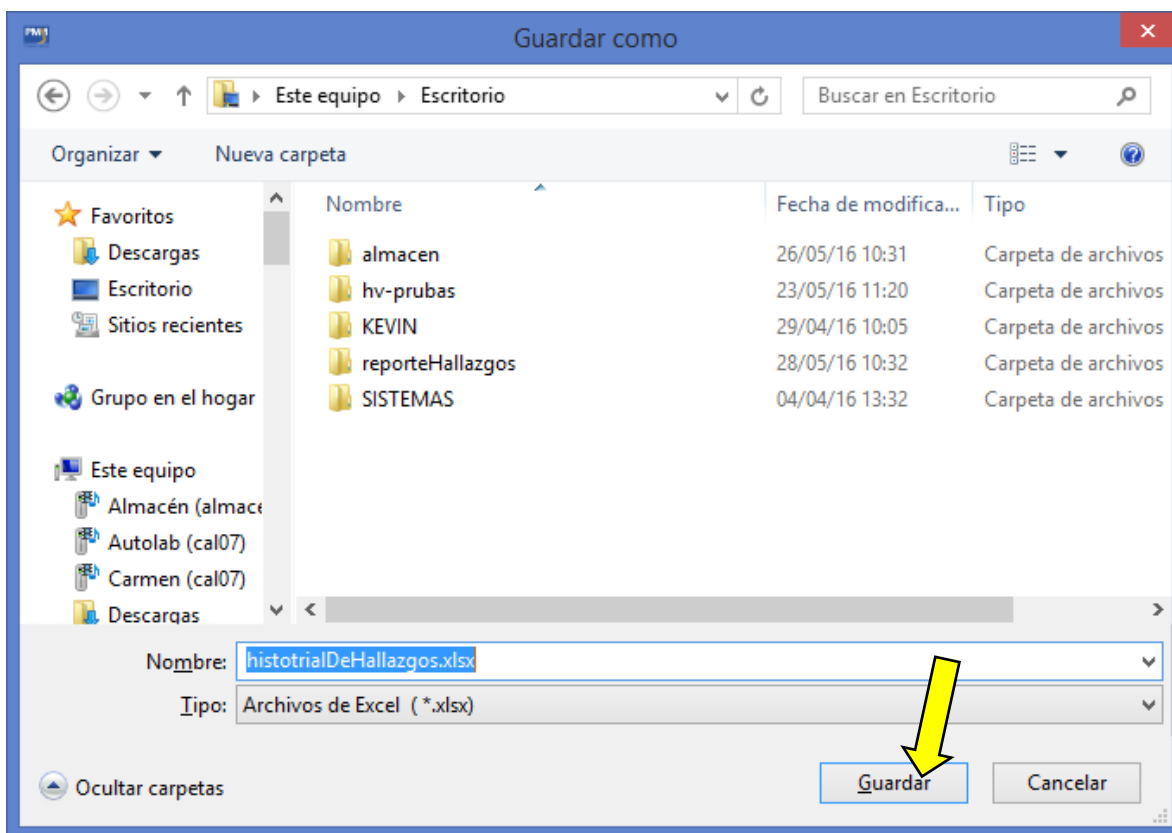 Guardar como
Este equipo Escritorio Buscar en Escritorio
Organizar Nueva carpeta
Nombre Fecha de modifica... Tipo
Favoritos
Descargas
Escritorio
Sitios recientes
Grupo en el hogar
Este equipo
Almacén (almace
Autolab (cal07)
Carmen (cal07)
Descargas
almacen 26/05/16 10:31 Carpeta de archivos
hv-prubas 23/05/16 11:20 Carpeta de archivos
KEVIN 29/04/16 10:05 Carpeta de archivos
reporteHallazgos 28/05/16 10:32 Carpeta de archivos
SISTEMAS 04/04/16 13:32 Carpeta de archivos
Nombre: histotrialDeHallazgos.xlsx
Tipo: Archivos de Excel ( *.xlsx)
Ocultar carpetas Guardar Cancelar